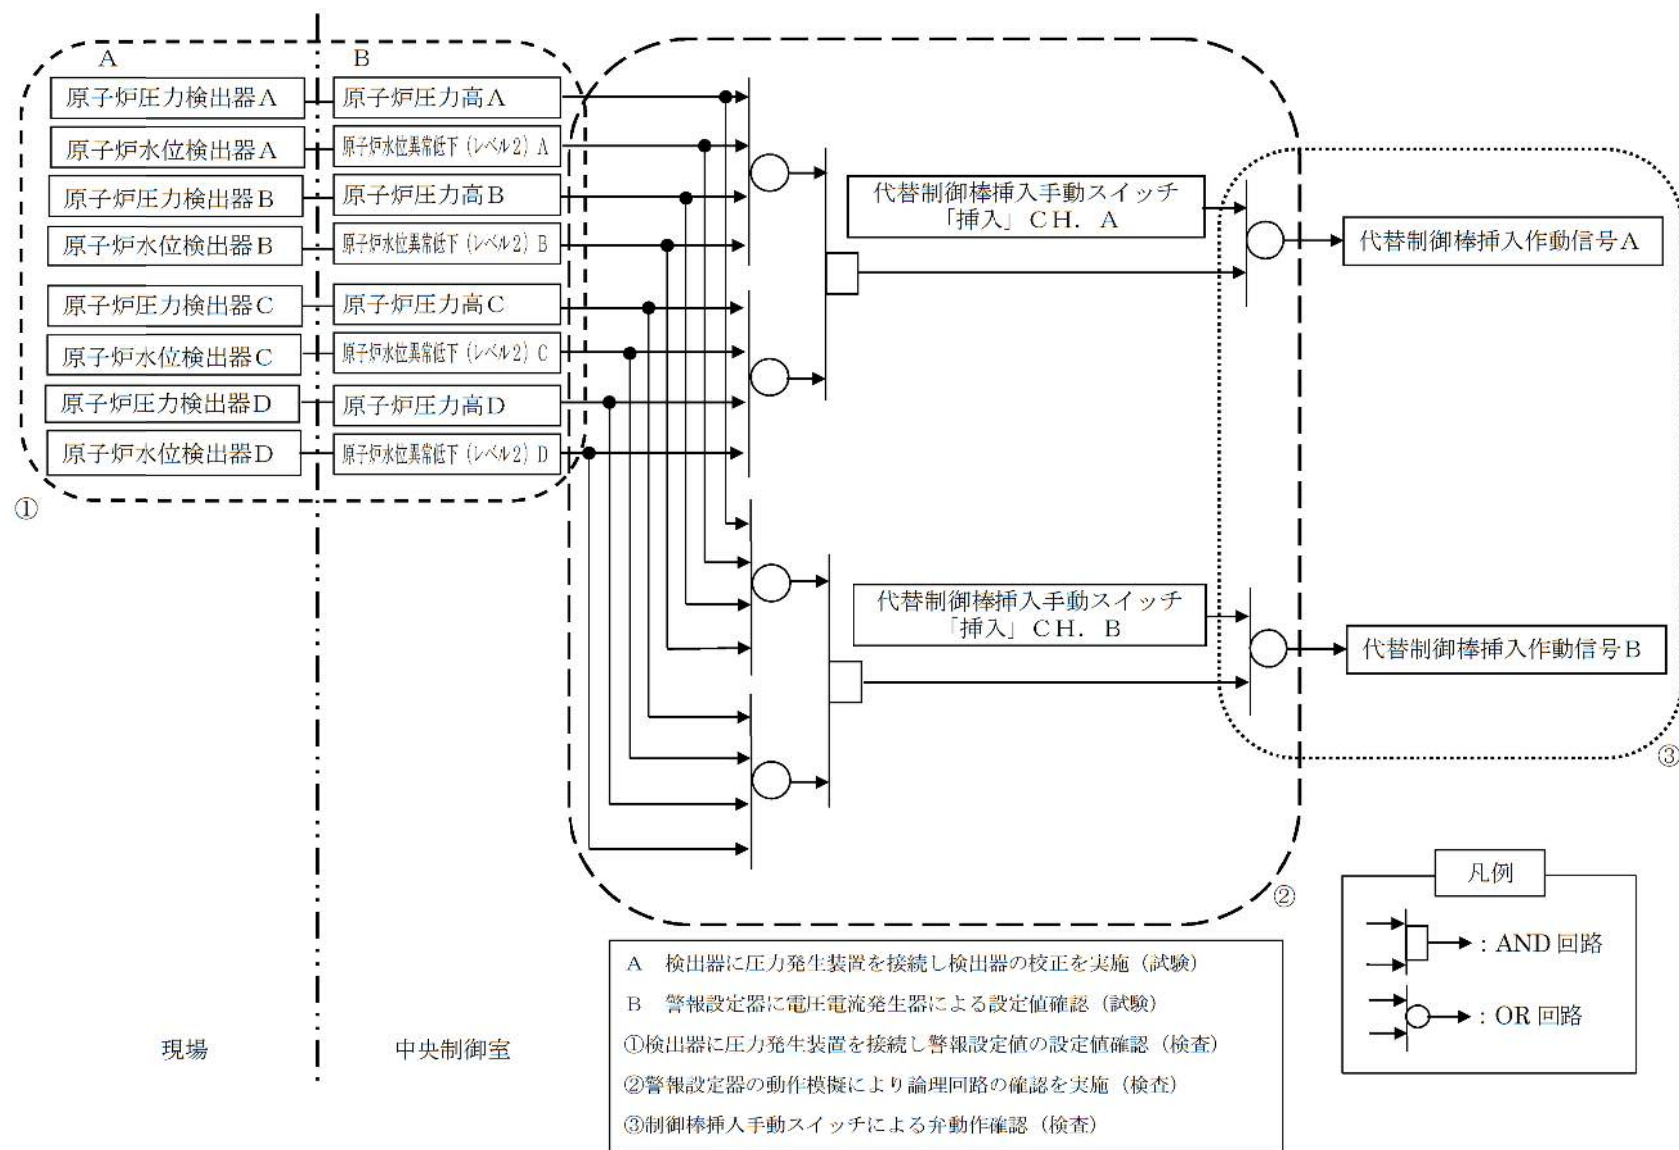 A
B
原子炉圧力検出器A
原子炉圧力高A
原子炉水位検出器A
原子炉水位異常低下（レベル2）A
原子炉圧力検出器B
原子炉圧力高B
原子炉水位検出器B
原子炉水位異常低下（レベル2）B
原子炉圧力検出器C
原子炉圧力高C
原子炉水位検出器C
原子炉水位異常低下（レベル2）C
原子炉圧力検出器D
原子炉圧力高D
原子炉水位検出器D
原子炉水位異常低下（レベル2）D
①
代替制御棒挿入手動スイッチ
「挿入」CH．A
代替制御棒挿入作動信号A
代替制御棒挿入手動スイッチ
「挿入」CH．B
代替制御棒挿入作動信号B
③
②
凡例
：AND 回路
：OR 回路
現場
中央制御室
A　検出器に圧力発生装置を接続し検出器の校正を実施（試験）
B　警報設定器に電圧電流発生器による設定値確認（試験）
①検出器に圧力発生装置を接続し警報設定値の設定値確認（検査）
②警報設定器の動作模擬により論理回路の確認を実施（検査）
③制御棒挿入手動スイッチによる弁動作確認（検査）